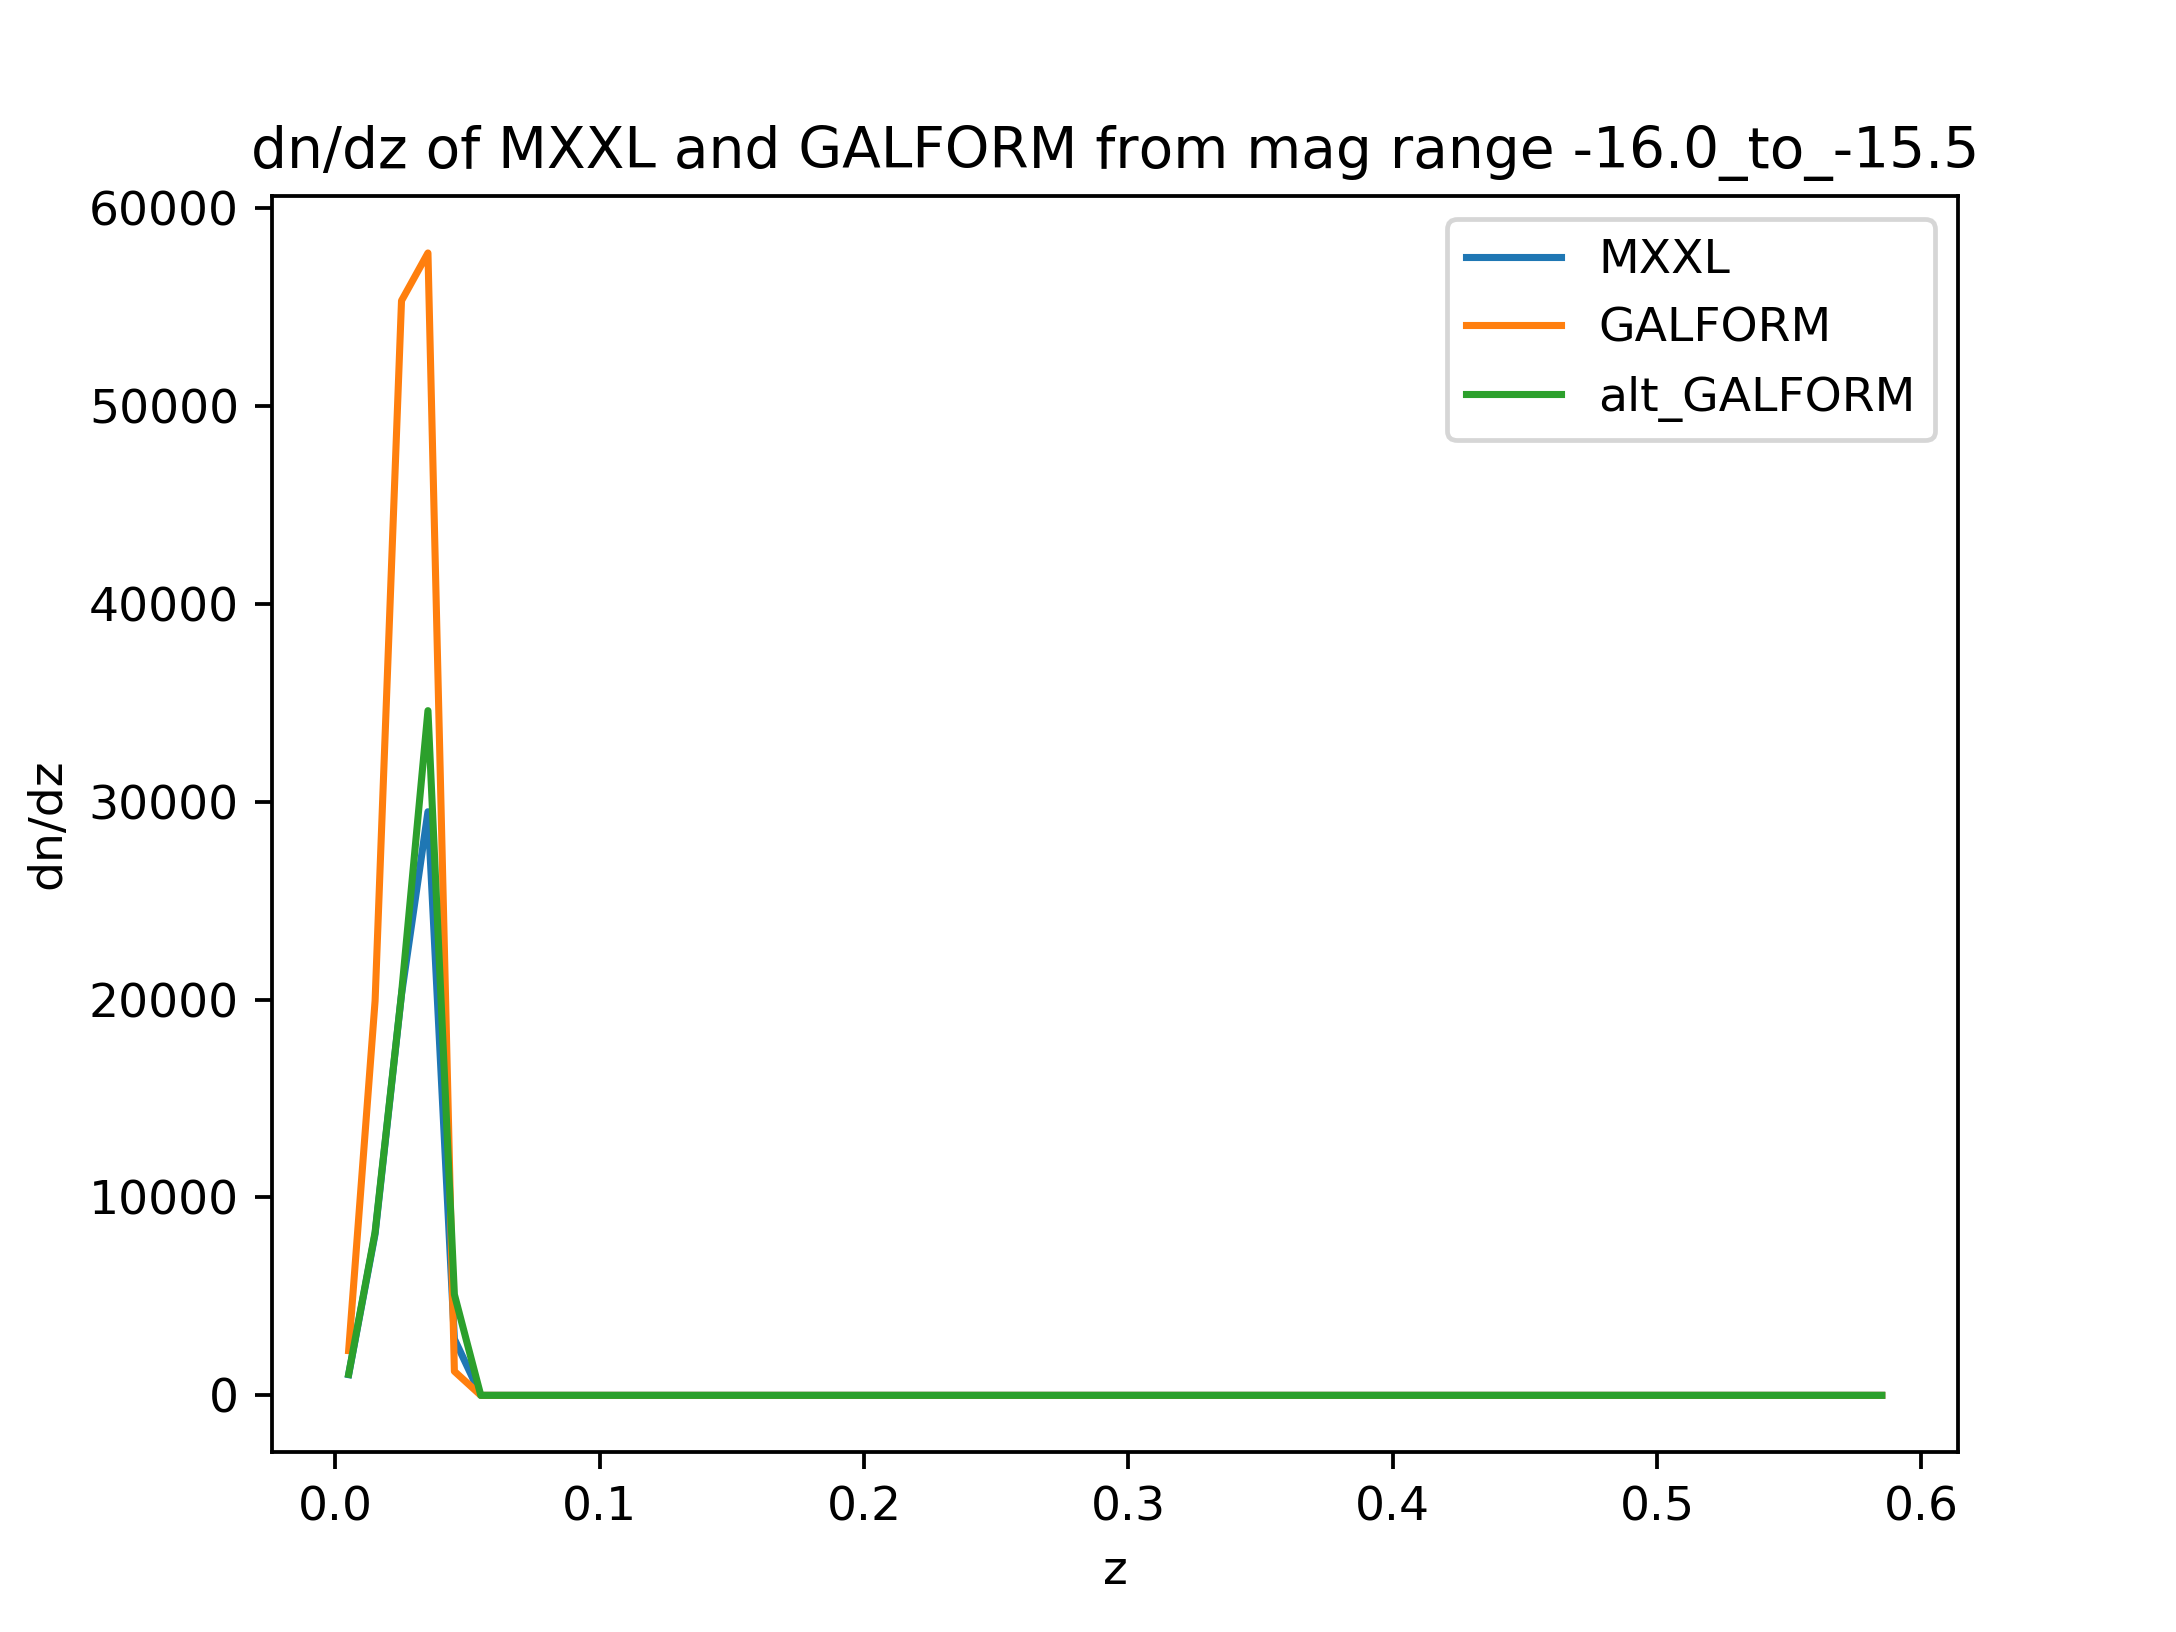 dn/dz of MXXL and GALFORM from mag range -16.0_to_-15.5
60000
50000
40000
30000
20000
10000
0
dn/dz
MXXL
GALFORM
alt_GALFORM
0.0 0.1 0.2 0.3 0.4 0.5 0.6
z